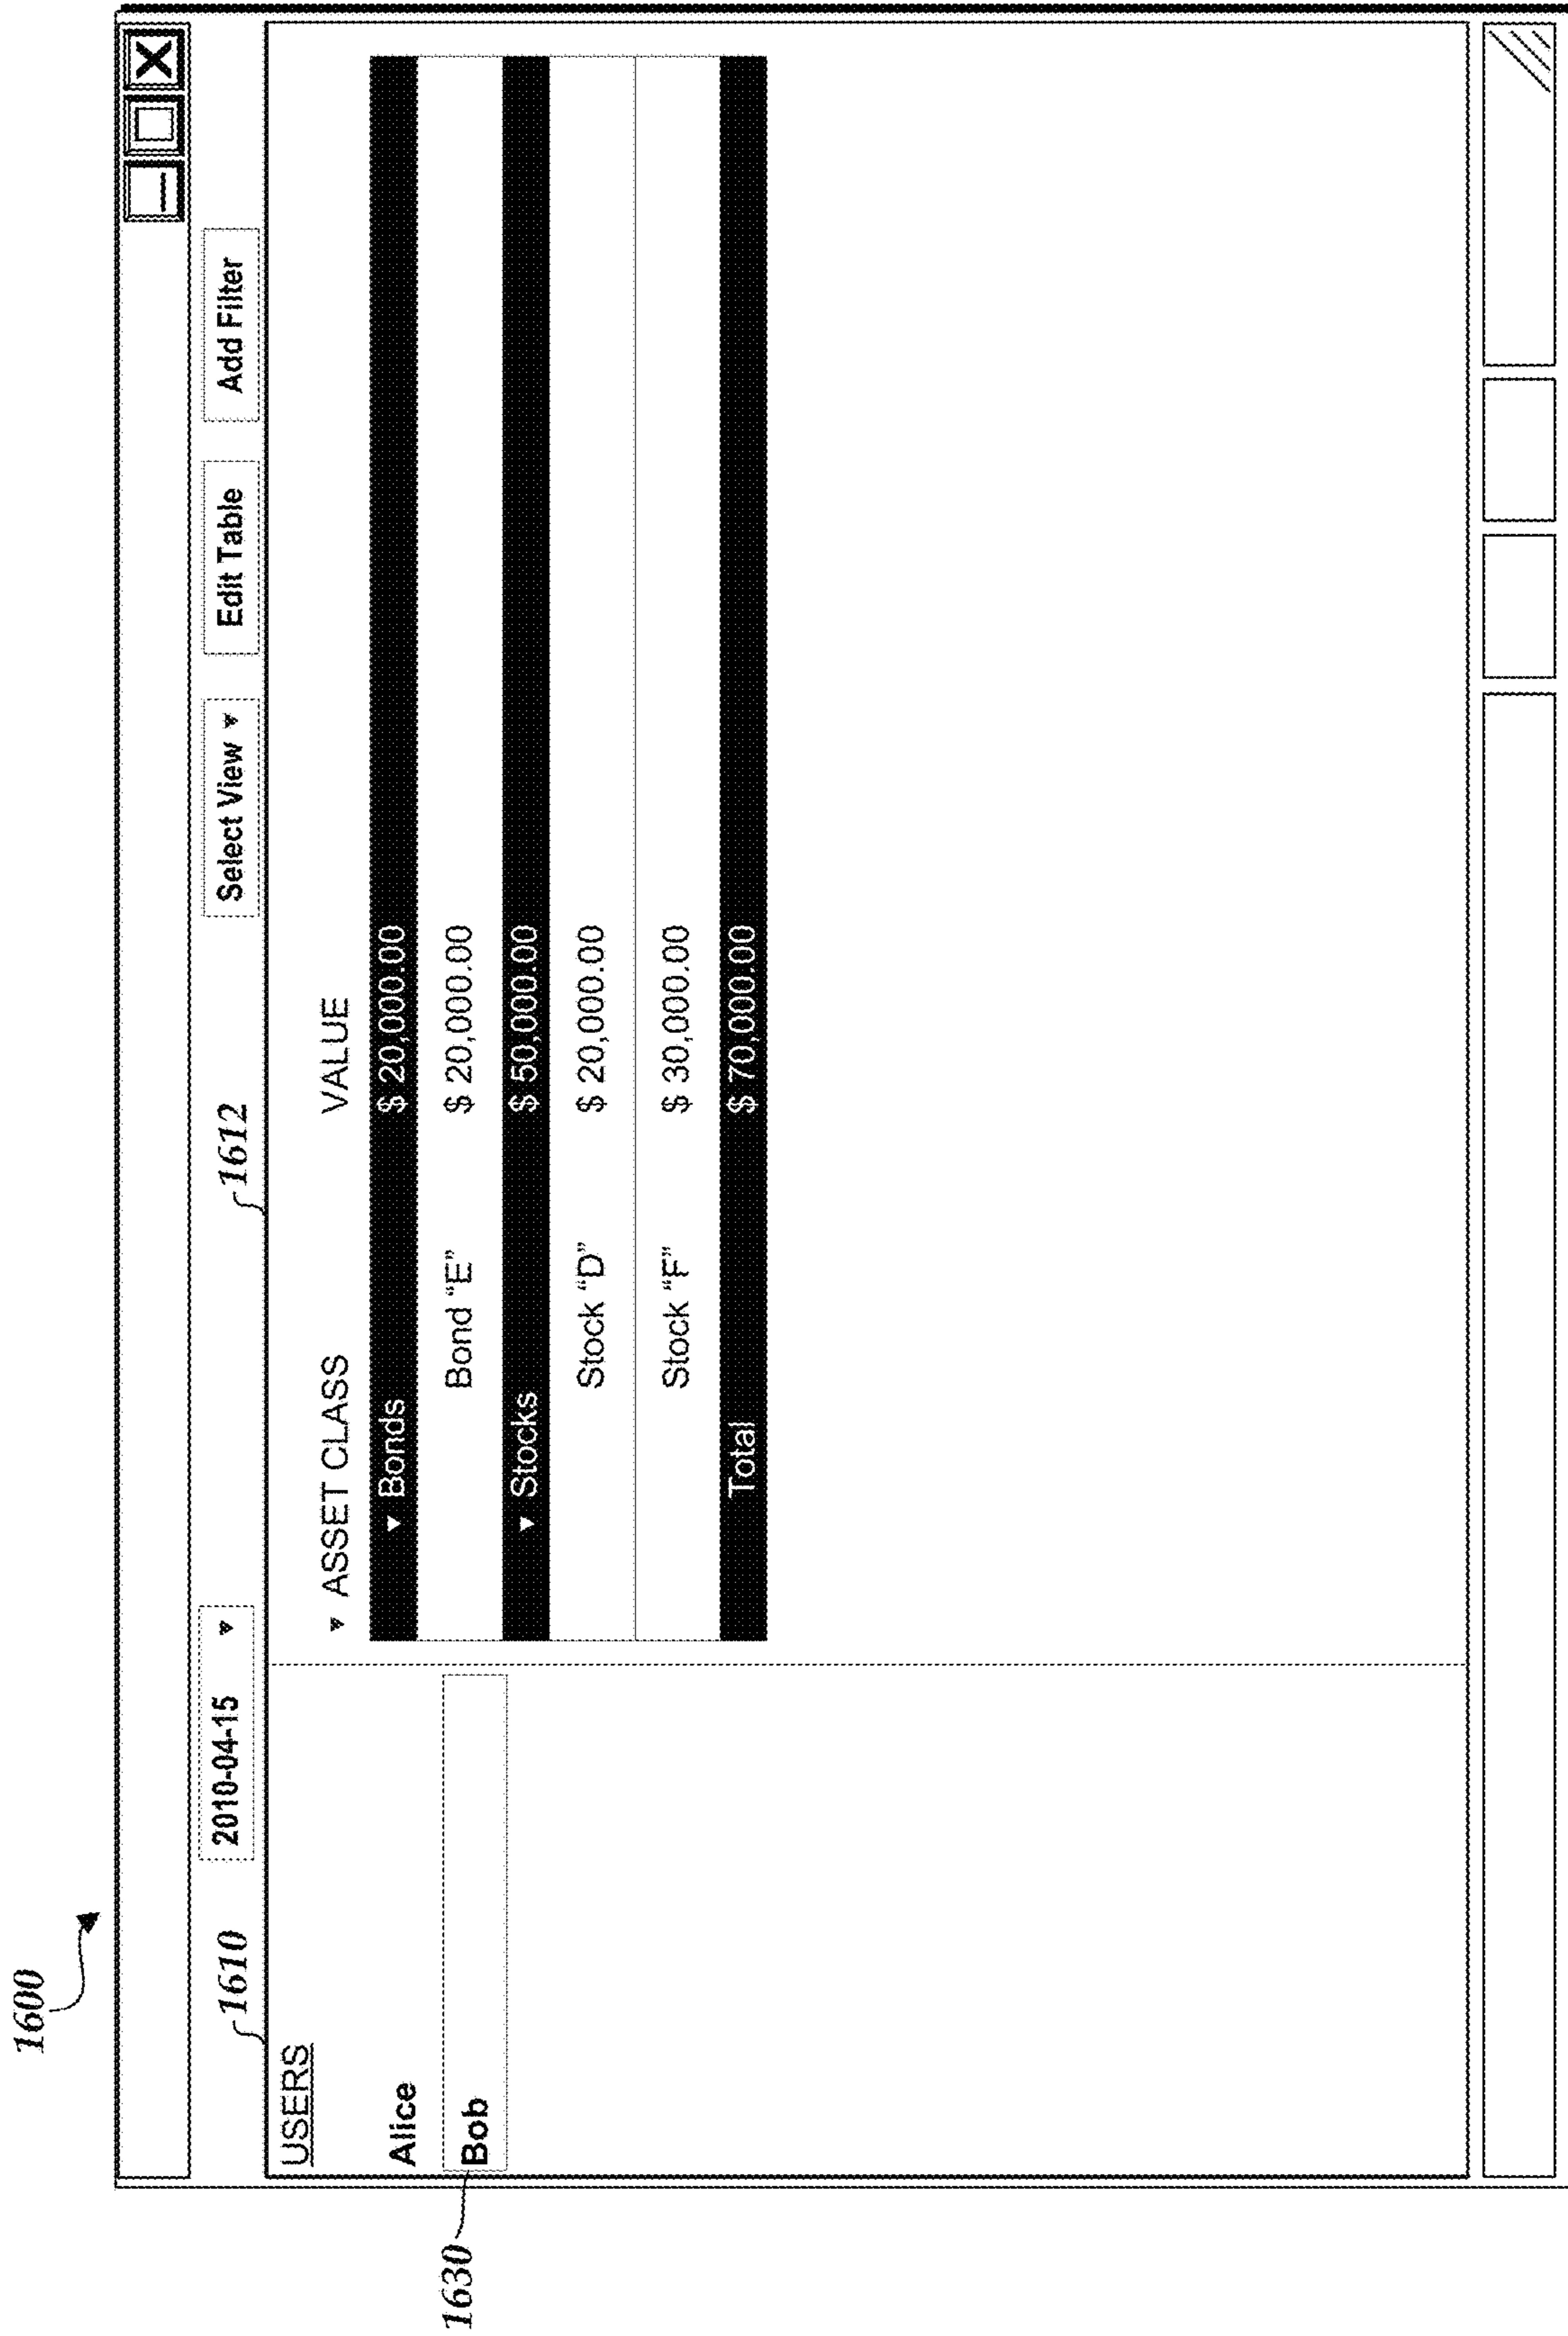 1600
1610
2010-04-15
1612
Select View
Edit Table
Add Filter
USERS
Alice
1630
Bob
ASSET CLASS VALUE
Bonds $ 20,000.00
Bond “E” $ 20,000.00
Stocks $ 50,000.00
Stock “D” $ 20,000.00
Stock “F” $ 30,000.00
Total $ 70,000.00